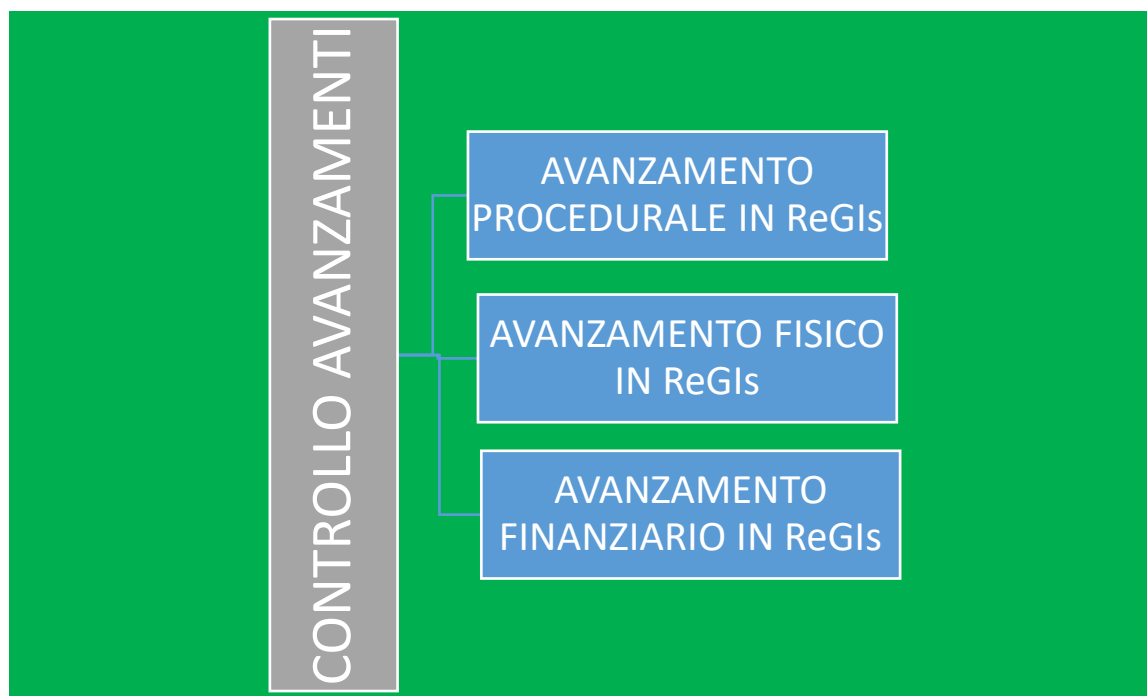 CONTROLLO AVANZAMENTI
AVANZAMENTO
PROCEDURALE IN ReGIs
AVANZAMENTO FISICO
IN ReGIs
AVANZAMENTO
FINANZIARIO IN ReGIs